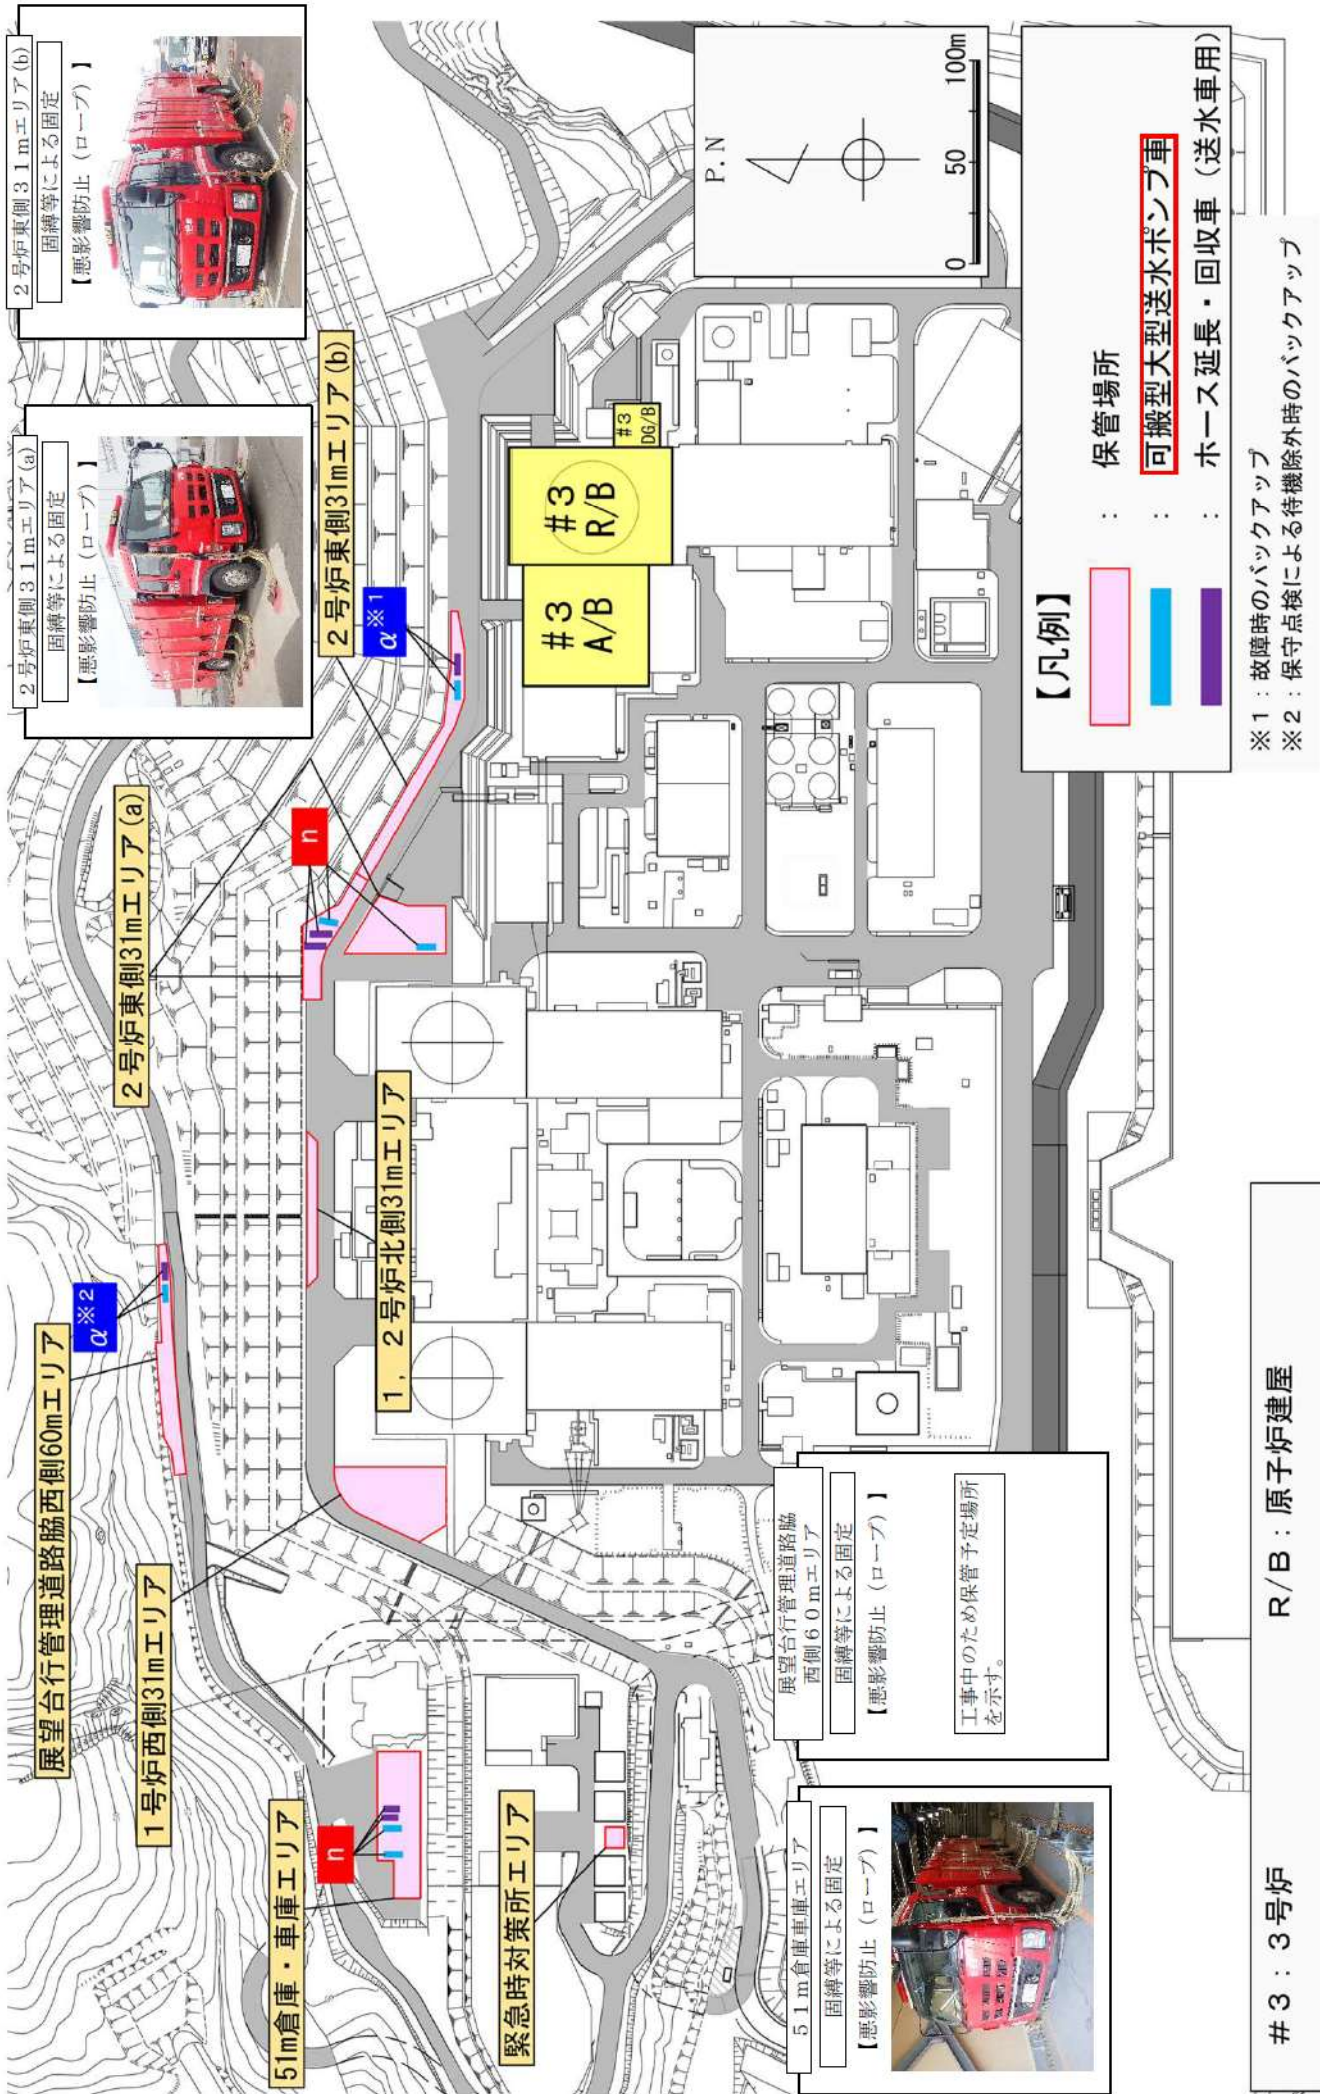 51m倉庫・車庫エリア
n
緊急時対策所エリア
1号炉西側31mエリア
展望台行管理道路脇西側60mエリア
α※2
1，2号炉北側31mエリア
2号炉東側31mエリア(a)
n
2号炉東側31mエリア(b)
α※1
#3
A/B
#3
R/B
#3
DG/B
2号炉東側31mエリア(a)
固縛等による固定
【悪影響防止（ロープ）】
2号炉東側31mエリア(b)
固縛等による固定
【悪影響防止（ロープ）】
51m倉庫車庫エリア
固縛等による固定
【悪影響防止（ロープ）】
展望台行管理道路脇
西側60mエリア
固縛等による固定
【悪影響防止（ロープ）】
工事中のため保管予定場所
を示す。
P.N
0 50 100m
【凡例】
： 保管場所
： 可搬型大型送水ポンプ車
： ホース延長・回収車（送水車用）
※1：故障時のバックアップ
※2：保守点検による待機除外時のバックアップ
#3：3号炉 R/B：原子炉建屋